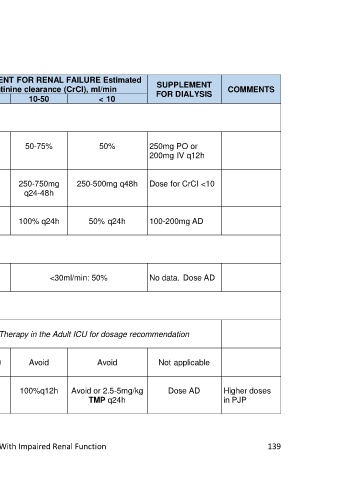 ENT FOR RENAL FAILURE Estimated
tinine clearance (CrCl), ml/min
SUPPLEMENT
FOR DIALYSIS
COMMENTS
10-50
< 10
50-75%
50%
250mg PO or
200mg IV q12h
250-750mg
q24-48h
250-500mg q48h
Dose for CrCl <10
100% q24h
50% q24h
100-200mg AD
<30ml/min: 50%
No data. Dose AD
Therapy in the Adult ICU for dosage recommendation
Avoid
Avoid
Not applicable
100%q12h
Avoid or 2.5-5mg/kg
TMP q24h
Dose AD
Higher doses
in PJP
With Impaired Renal Function
139